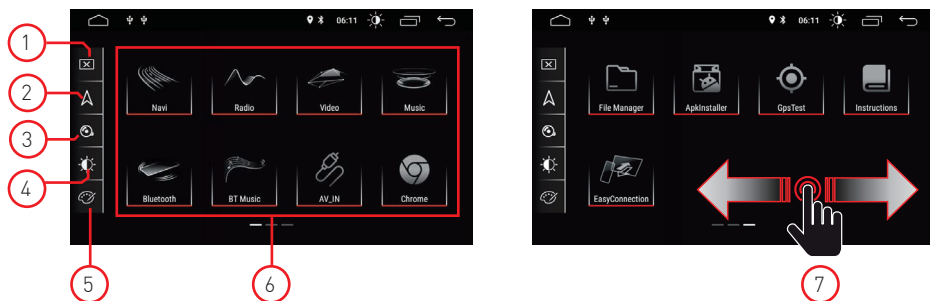 06:11
06:11
1
2
3
4
Navi Radio Video Music
File Manager ApkInstaller GpsTest Instructions
Bluetooth BT Music AV_IN Chrome
EasyConnection
5
6
7